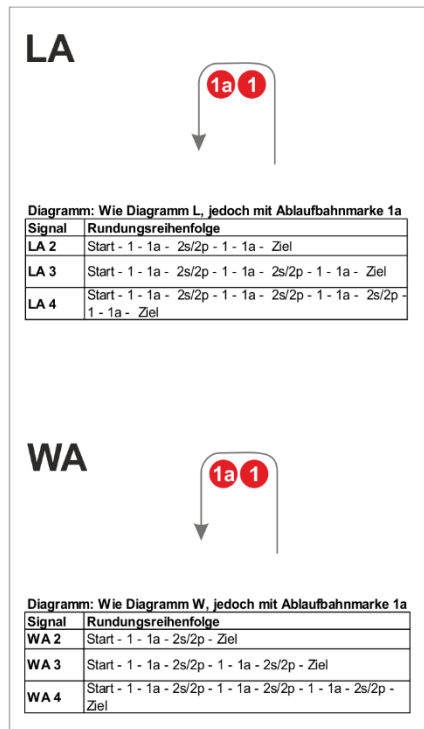 LA
1a 1
Diagramm: Wie Diagramm L, jedoch mit Ablaufbahnmarke 1a
Signal Rundungsreihenfolge
LA 2 Start - 1 - 1a - 2s/2p - 1 - 1a - Ziel
LA 3 Start - 1 - 1a - 2s/2p - 1 - 1a - 2s/2p - 1 - 1a - Ziel
LA 4 Start - 1 - 1a - 2s/2p - 1 - 1a - 2s/2p - 1 - 1a - 2s/2p -
1 - 1a - Ziel
WA
1a 1
Diagramm: Wie Diagramm W, jedoch mit Ablaufbahnmarke 1a
Signal Rundungsreihenfolge
WA 2 Start - 1 - 1a - 2s/2p - Ziel
WA 3 Start - 1 - 1a - 2s/2p - 1 - 1a - 2s/2p - Ziel
WA 4 Start - 1 - 1a - 2s/2p - 1 - 1a - 2s/2p - 1 - 1a - 2s/2p -
Ziel